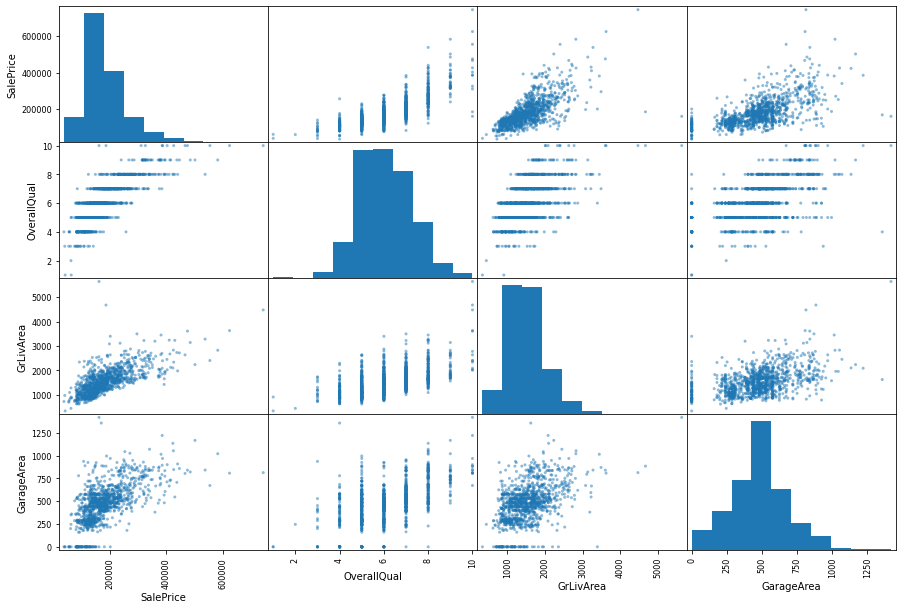 SalePrice
600000
400000
200000
OverallQual
10
8
6
4
2
GrLivArea
5000
4000
3000
2000
1000
GarageArea
1250
1000
750
500
250
0
200000 400000 600000
SalePrice
2 4 6 8 10
OverallQual
1000 2000 3000 4000 5000
GrLivArea
0 250 500 750 1000 1250
GarageArea